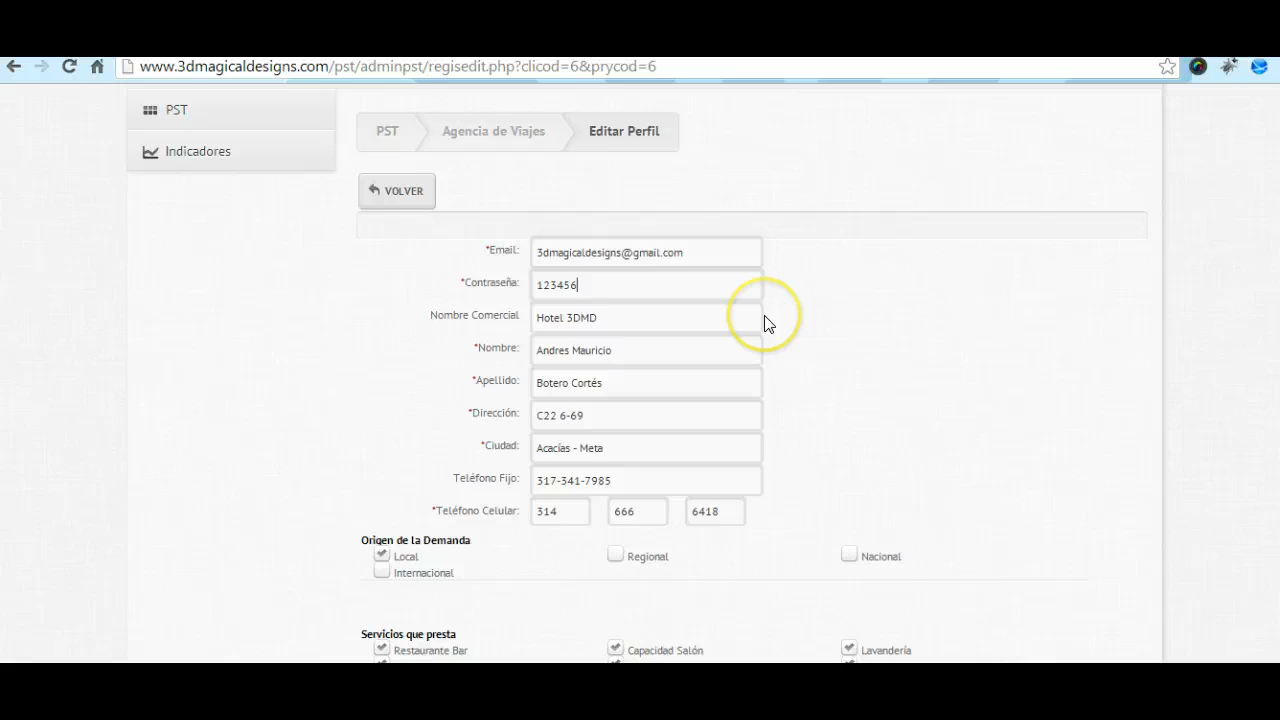 www.3dmagicaldesigns.com/pst/adminpst/regisedit.php?clicod=6&prycod=6
PST
Indicadores
PST Agencia de Viajes Editar Perfil
VOLVER
*Email: 3dmagicaldesigns@gmail.com
*Contraseña: 123456
Nombre Comercial Hotel 3DMD
*Nombre: Andres Mauricio
*Apellido: Botero Cortés
*Dirección: C22 6-69
*Ciudad: Acacías - Meta
Teléfono Fijo: 317-341-7985
*Teléfono Celular: 314 666 6418
Origen de la Demanda
Local Regional Nacional
Internacional
Servicios que presta
Restaurante Bar Capacidad Salón Lavandería